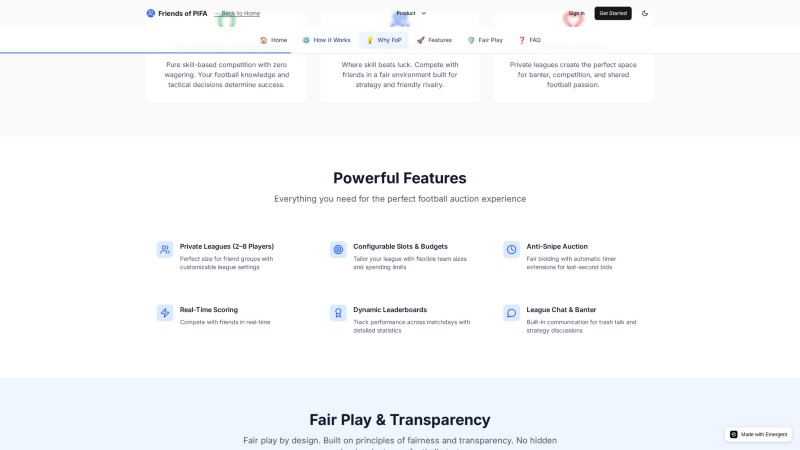 Friends of PIFA
← Back to Home
Product
Sign in
Get Started
🏠 Home
⚙️ How it Works
💡 Why FoP
🚀 Features
🛡️ Fair Play
❓ FAQ
Pure skill-based competition with zero
wagering. Your football knowledge and
tactical decisions determine success.
Where skill beats luck. Compete with
friends in a fair environment built for
strategy and friendly rivalry.
Private leagues create the perfect space
for banter, competition, and shared
football passion.
Powerful Features
Everything you need for the perfect football auction experience
Private Leagues (2–8 Players)
Perfect size for friend groups with
customizable league settings
Configurable Slots & Budgets
Tailor your league with flexible team sizes
and spending limits
Anti-Snipe Auction
Fair bidding with automatic timer
extensions for last-second bids
Real-Time Scoring
Compete with friends in real-time
Dynamic Leaderboards
Track performance across matchdays with
detailed statistics
League Chat & Banter
Built-in communication for trash talk and
strategy discussions
Fair Play & Transparency
Fair play by design. Built on principles of fairness and transparency. No hidden
Made with Emergent